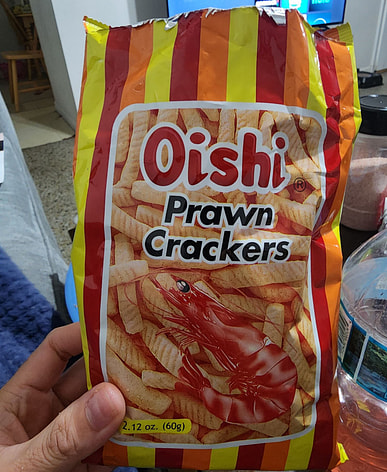 Oishi®
Prawn
Crackers
2.12 oz. (60g)